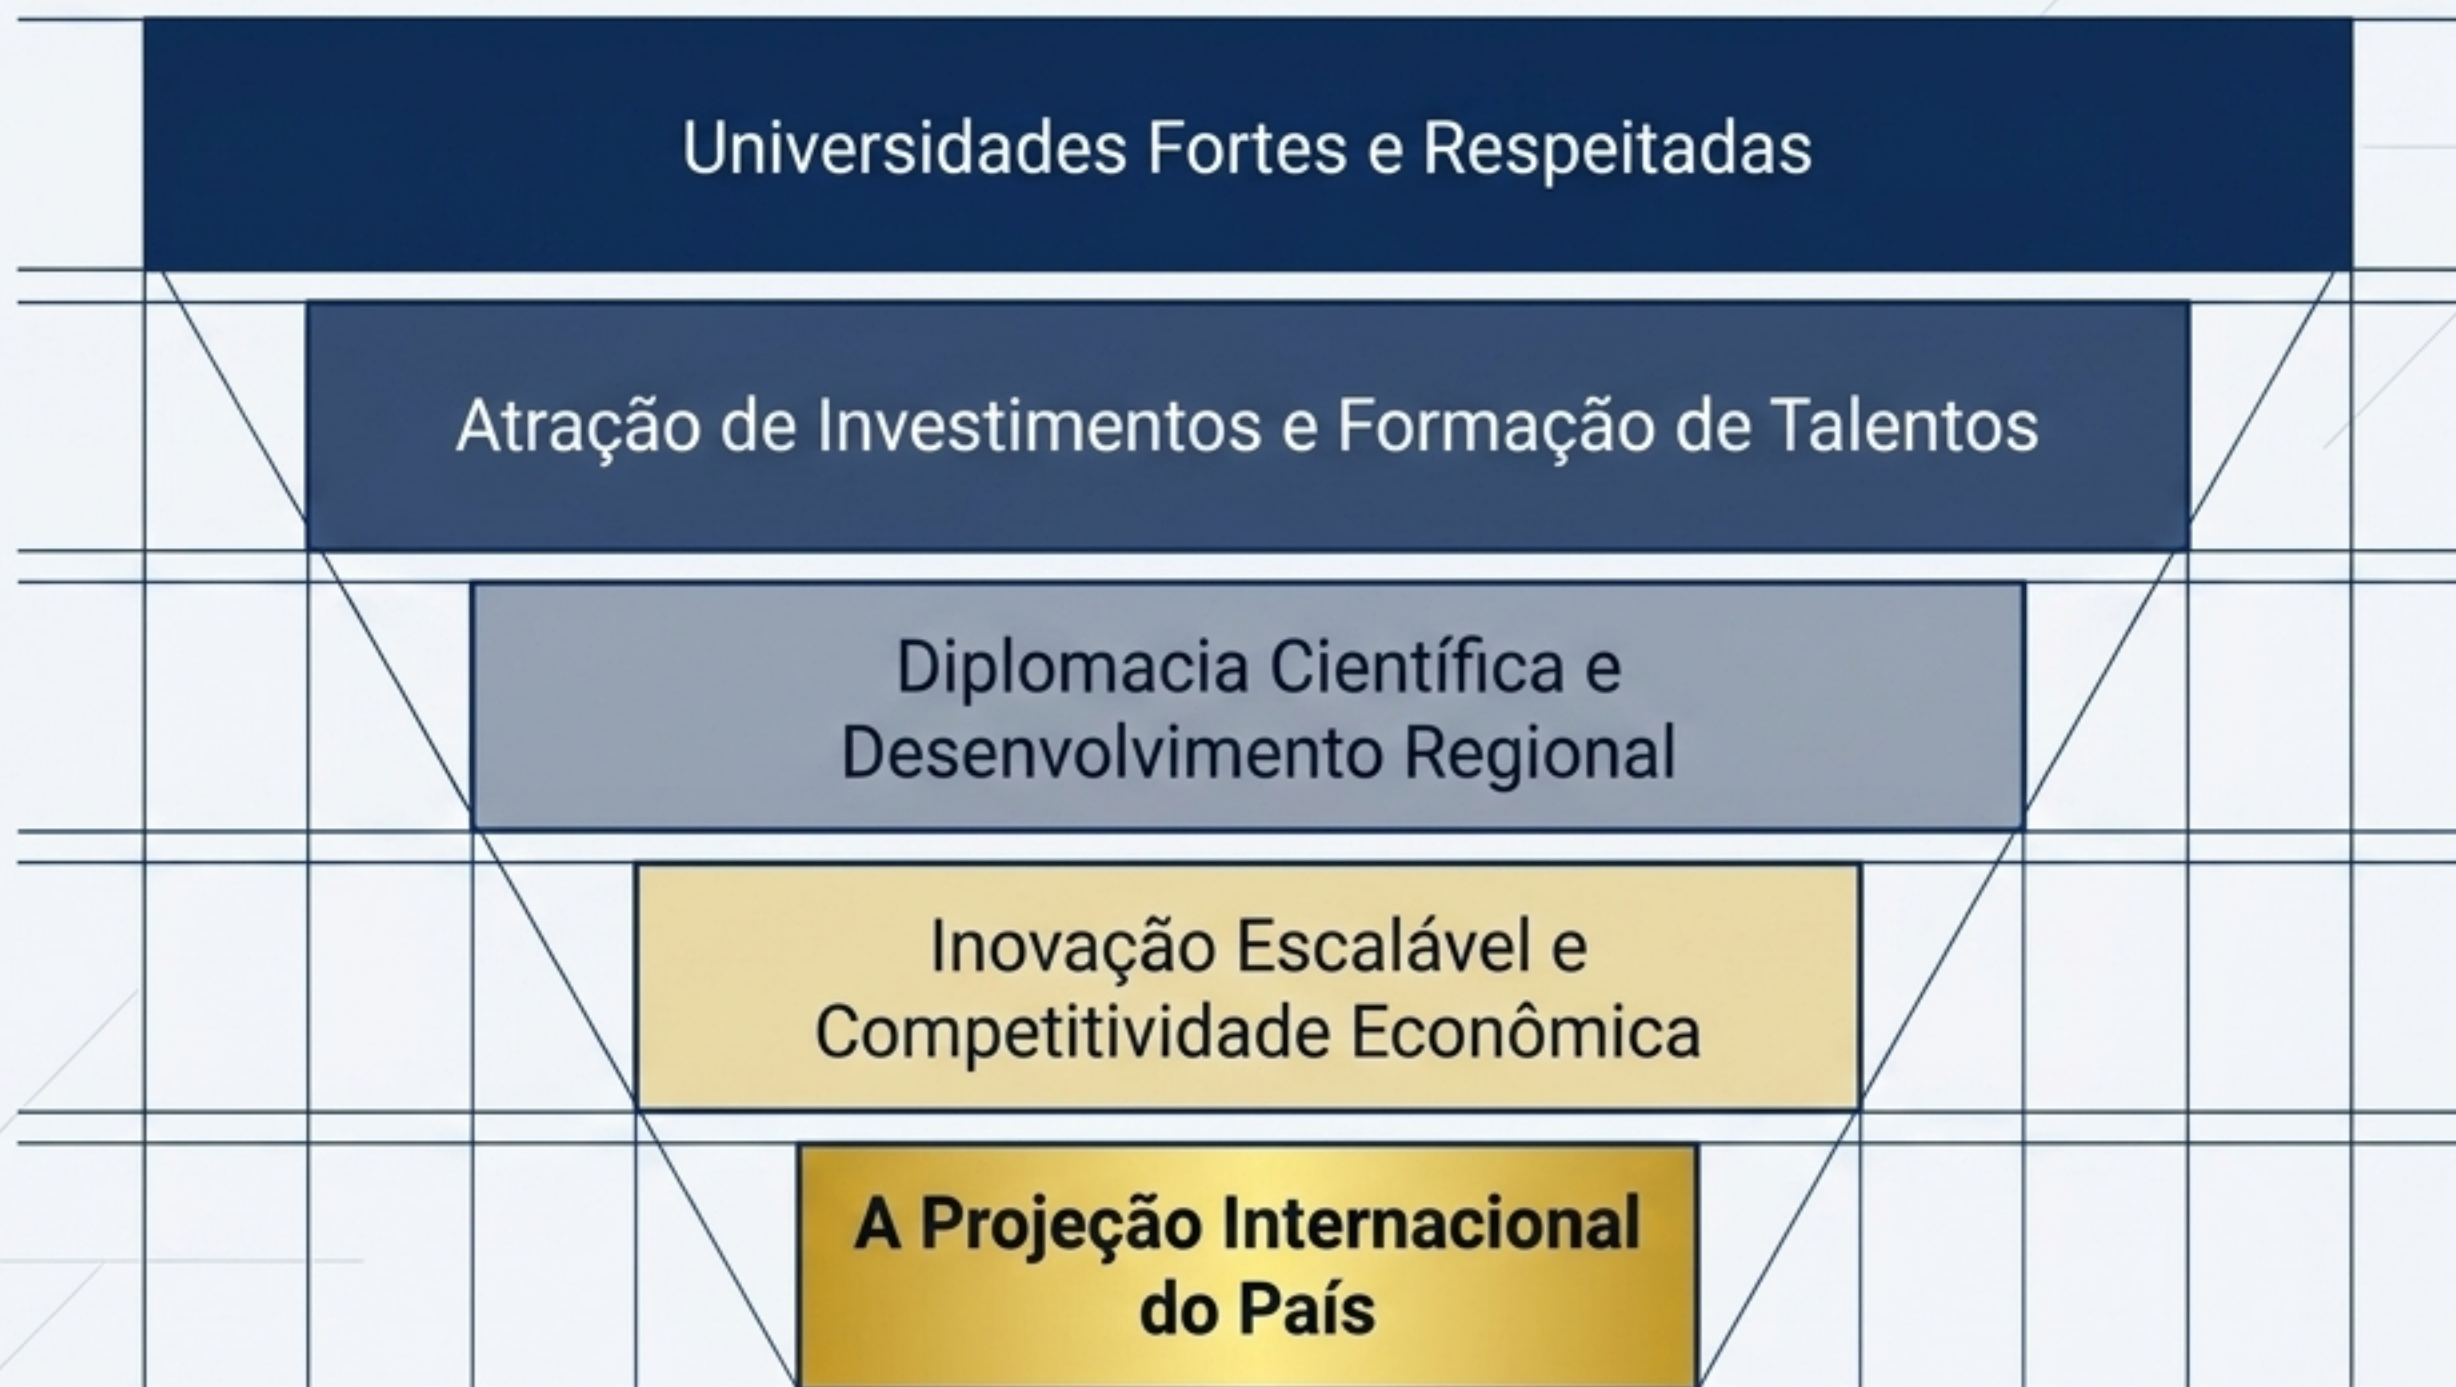 Universidades Fortes e Respeitadas
Atração de Investimentos e Formação de Talentos
Diplomacia Científica e
Desenvolvimento Regional
Inovação Escalável e
Competitividade Econômica
A Projeção Internacional
do País